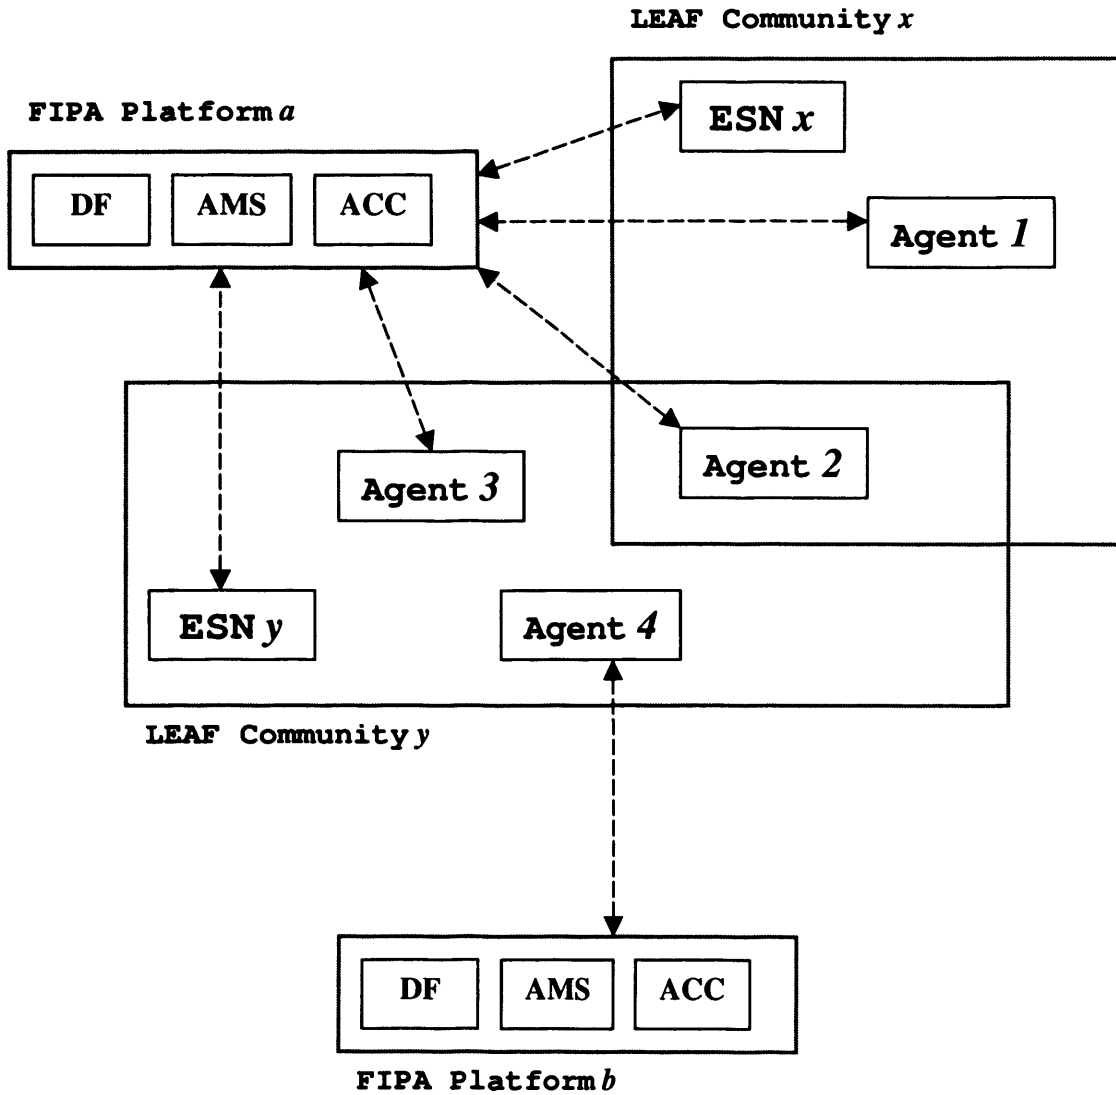 LEAF Community x
ESN x
FIPA Platform a
DF AMS ACC
Agent 1
Agent 2
Agent 3
ESN y
Agent 4
LEAF Community y
DF AMS ACC
FIPA Platform b